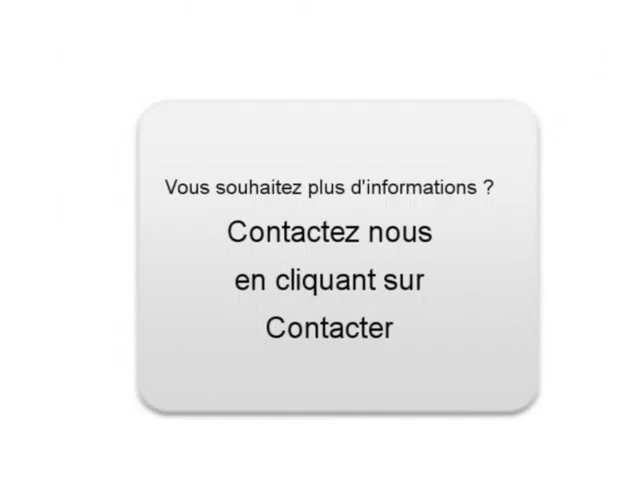 Vous souhaitez plus d'informations ?
Contactez nous
en cliquant sur
Contacter